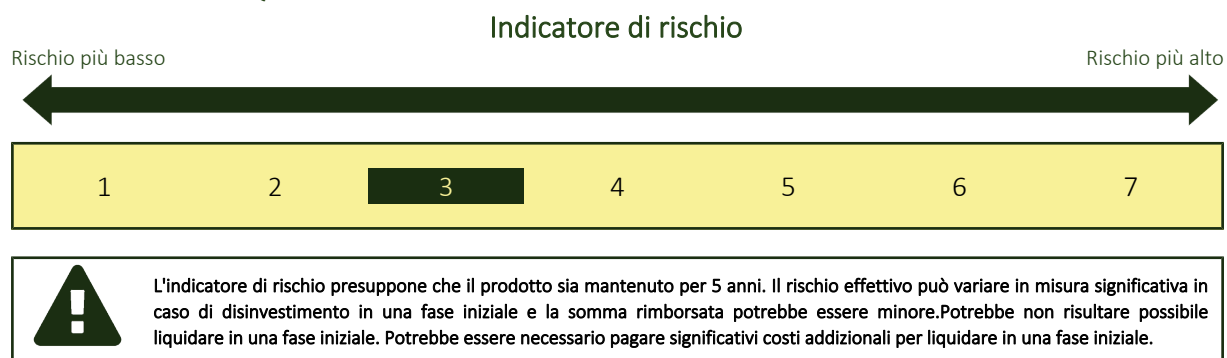 Indicatore di rischio
Rischio più basso
Rischio più alto
1 2 3 4 5 6 7
L'indicatore di rischio presuppone che il prodotto sia mantenuto per 5 anni. Il rischio effettivo può variare in misura significativa in
caso di disinvestimento in una fase iniziale e la somma rimborsata potrebbe essere minore.Potrebbe non risultare possibile
liquidare in una fase iniziale. Potrebbe essere necessario pagare significativi costi addizionali per liquidare in una fase iniziale.